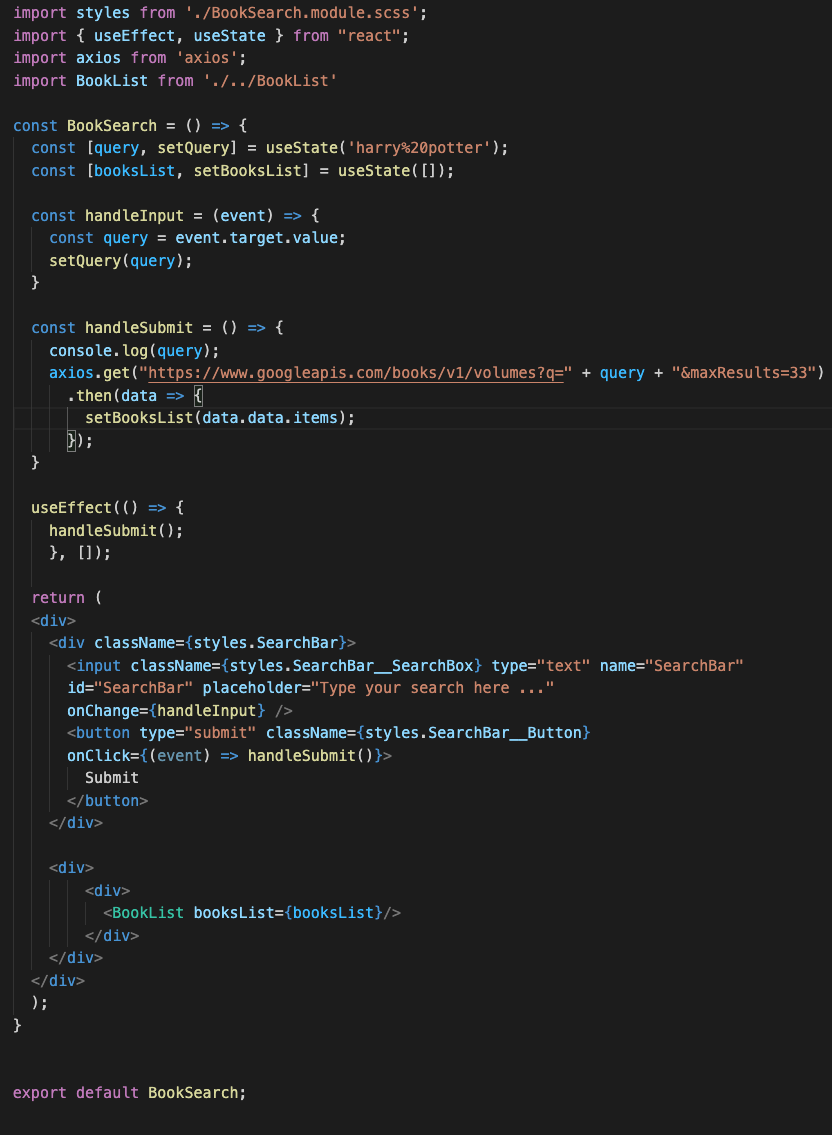 import styles from './BookSearch.module.scss';
import { useEffect, useState } from "react";
import axios from 'axios';
import BookList from './../BookList'

const BookSearch = () => {
  const [query, setQuery] = useState('harry%20potter');
  const [booksList, setBooksList] = useState([]);

  const handleInput = (event) => {
    const query = event.target.value;
    setQuery(query);
  }

  const handleSubmit = () => {
    console.log(query);
    axios.get("https://www.googleapis.com/books/v1/volumes?q=" + query + "&maxResults=33")
      .then(data => {
        setBooksList(data.data.items);
      });
  }

  useEffect(() => {
    handleSubmit();
    }, []);

  return (
  <div>
    <div className={styles.SearchBar}>
      <input className={styles.SearchBar__SearchBox} type="text" name="SearchBar"
      id="SearchBar" placeholder="Type your search here ..."
      onChange={handleInput} />
      <button type="submit" className={styles.SearchBar__Button}
      onClick={(event) => handleSubmit()}>
        Submit
      </button>
    </div>

    <div>
        <div>
          <BookList booksList={booksList}/>
        </div>
    </div>
  </div>
  );
}


export default BookSearch;